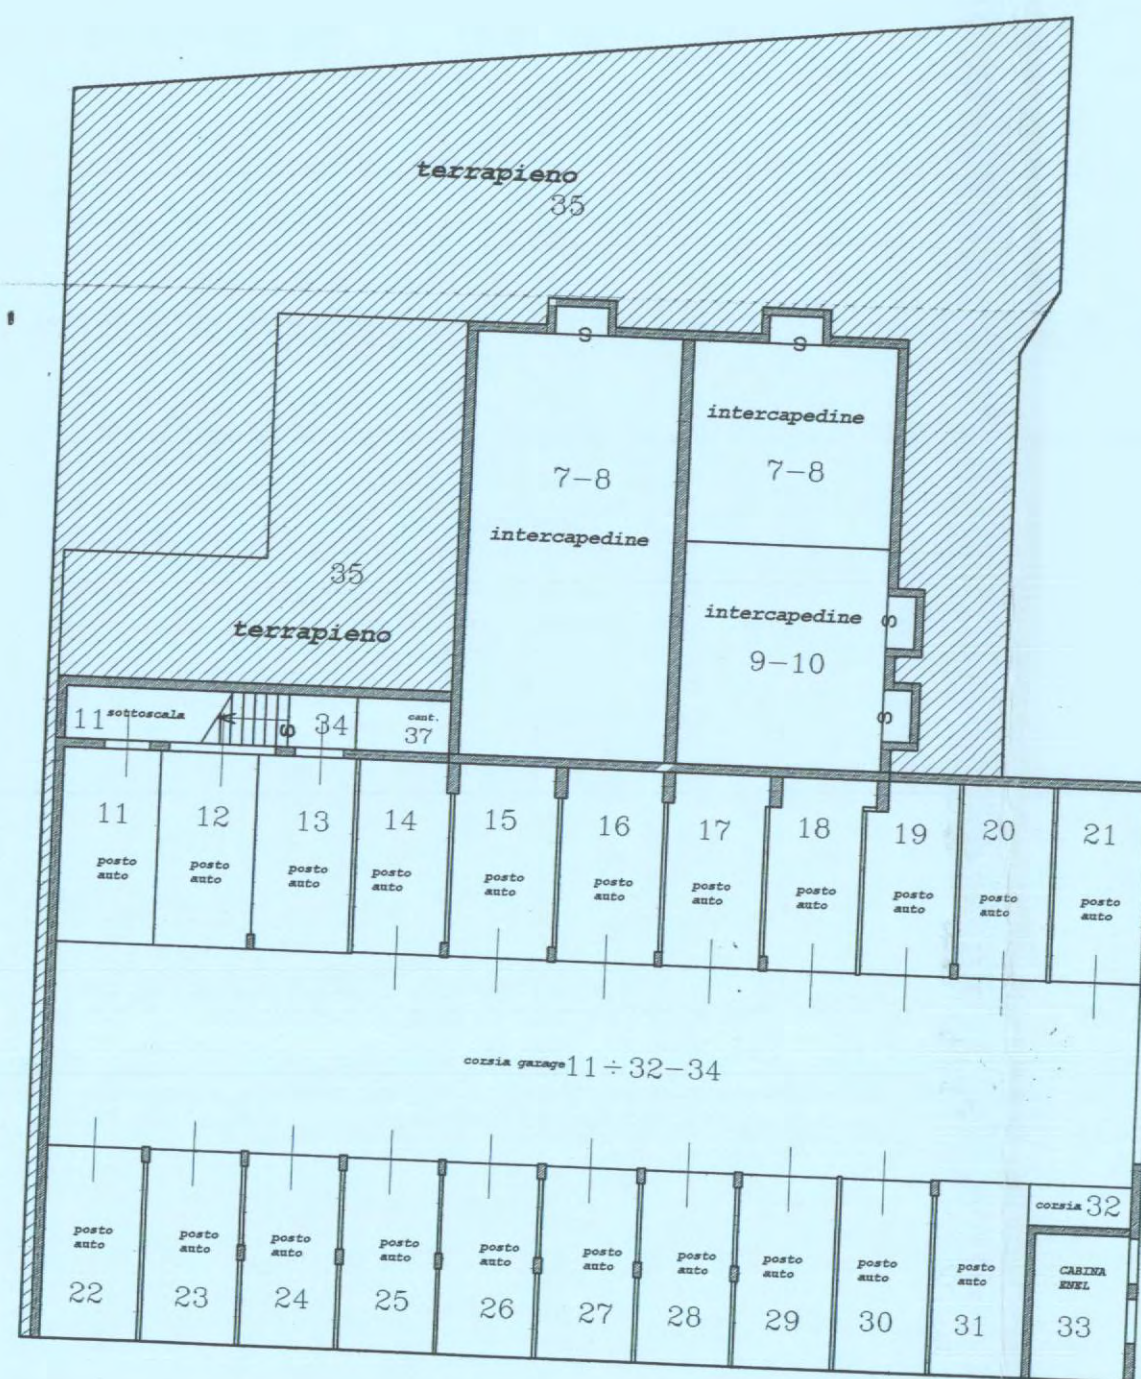 terrapieno
35
S
S
intercapedine
7-8
7-8
intercapedine
35
terrapieno
intercapedine
9-10
S
S
11 sottoscala
S
34
cant.
37
11
12
13
14
15
16
17
18
19
20
21
posto
auto
posto
auto
posto
auto
posto
auto
posto
auto
posto
auto
posto
auto
posto
auto
posto
auto
posto
auto
posto
auto
corsia garage 11÷32-34
corsia 32
posto
auto
posto
auto
posto
auto
posto
auto
posto
auto
posto
auto
posto
auto
posto
auto
posto
auto
posto
auto
CABINA
ENEL
22
23
24
25
26
27
28
29
30
31
33